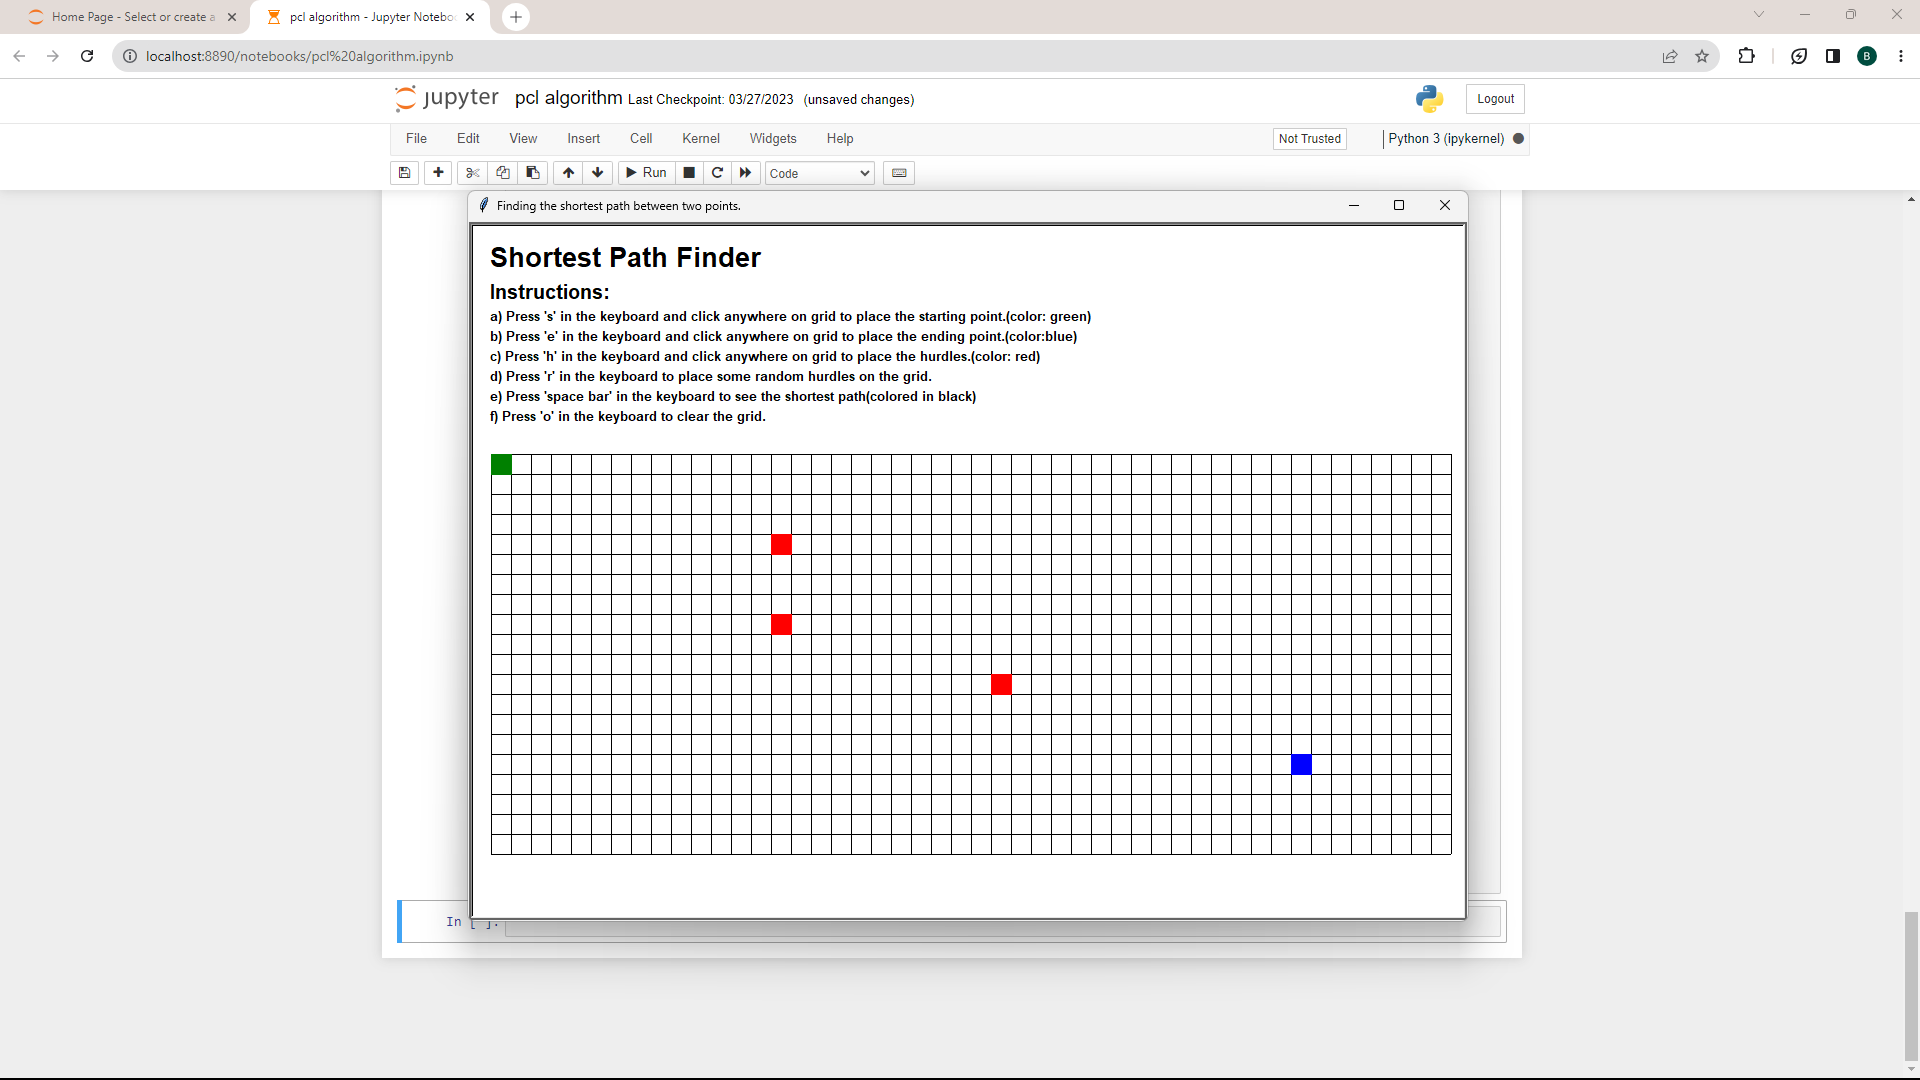 Home Page - Select or create a
pcl algorithm - Jupyter Notebo
localhost:8890/notebooks/pcl%20algorithm.ipynb
B
jupyter pcl algorithm Last Checkpoint: 03/27/2023 (unsaved changes)
Logout
File Edit View Insert Cell Kernel Widgets Help
Not Trusted
Python 3 (ipykernel)
Run
Code
Finding the shortest path between two points.
Shortest Path Finder
Instructions:
a) Press 's' in the keyboard and click anywhere on grid to place the starting point.(color: green)
b) Press 'e' in the keyboard and click anywhere on grid to place the ending point.(color:blue)
c) Press 'h' in the keyboard and click anywhere on grid to place the hurdles.(color: red)
d) Press 'r' in the keyboard to place some random hurdles on the grid.
e) Press 'space bar' in the keyboard to see the shortest path(colored in black)
f) Press 'o' in the keyboard to clear the grid.
In [ ]: